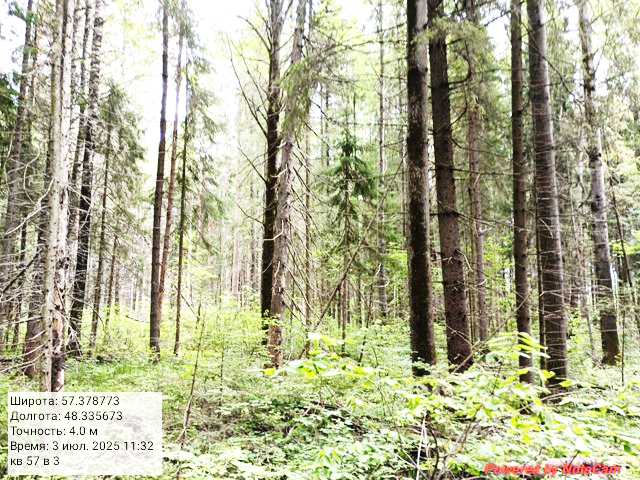 Широта: 57.378773
Долгота: 48.335673
Точность: 4.0 м
Время: 3 июл. 2025 11:32
кв 57 в 3
Powered by NoteCam